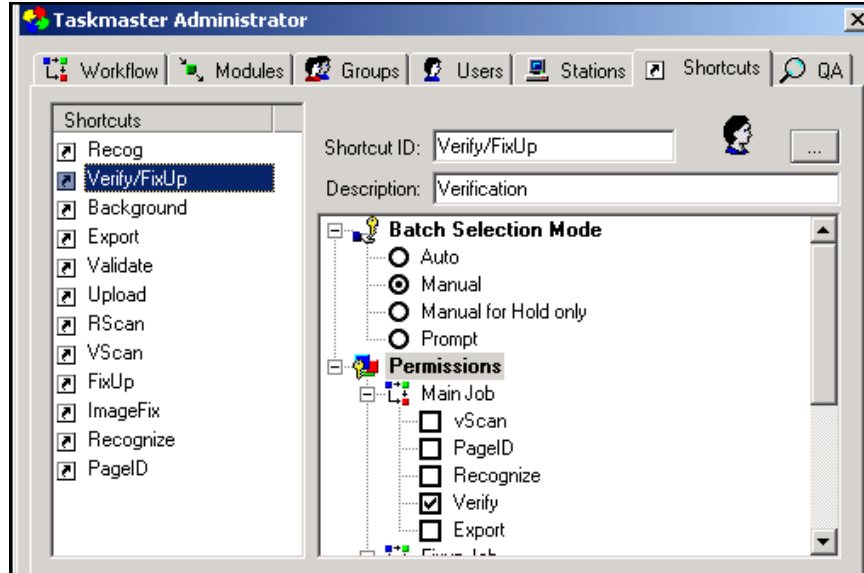 Taskmaster Administrator
Workflow Modules Groups Users Stations Shortcuts QA
Shortcuts
Recog
Verify/FixUp
Background
Export
Validate
Upload
RScan
VScan
FixUp
ImageFix
Recognize
PageID
Shortcut ID: Verify/FixUp ...
Description: Verification
Batch Selection Mode
Auto
Manual
Manual for Hold only
Prompt
Permissions
Main Job
vScan
PageID
Recognize
Verify
Export